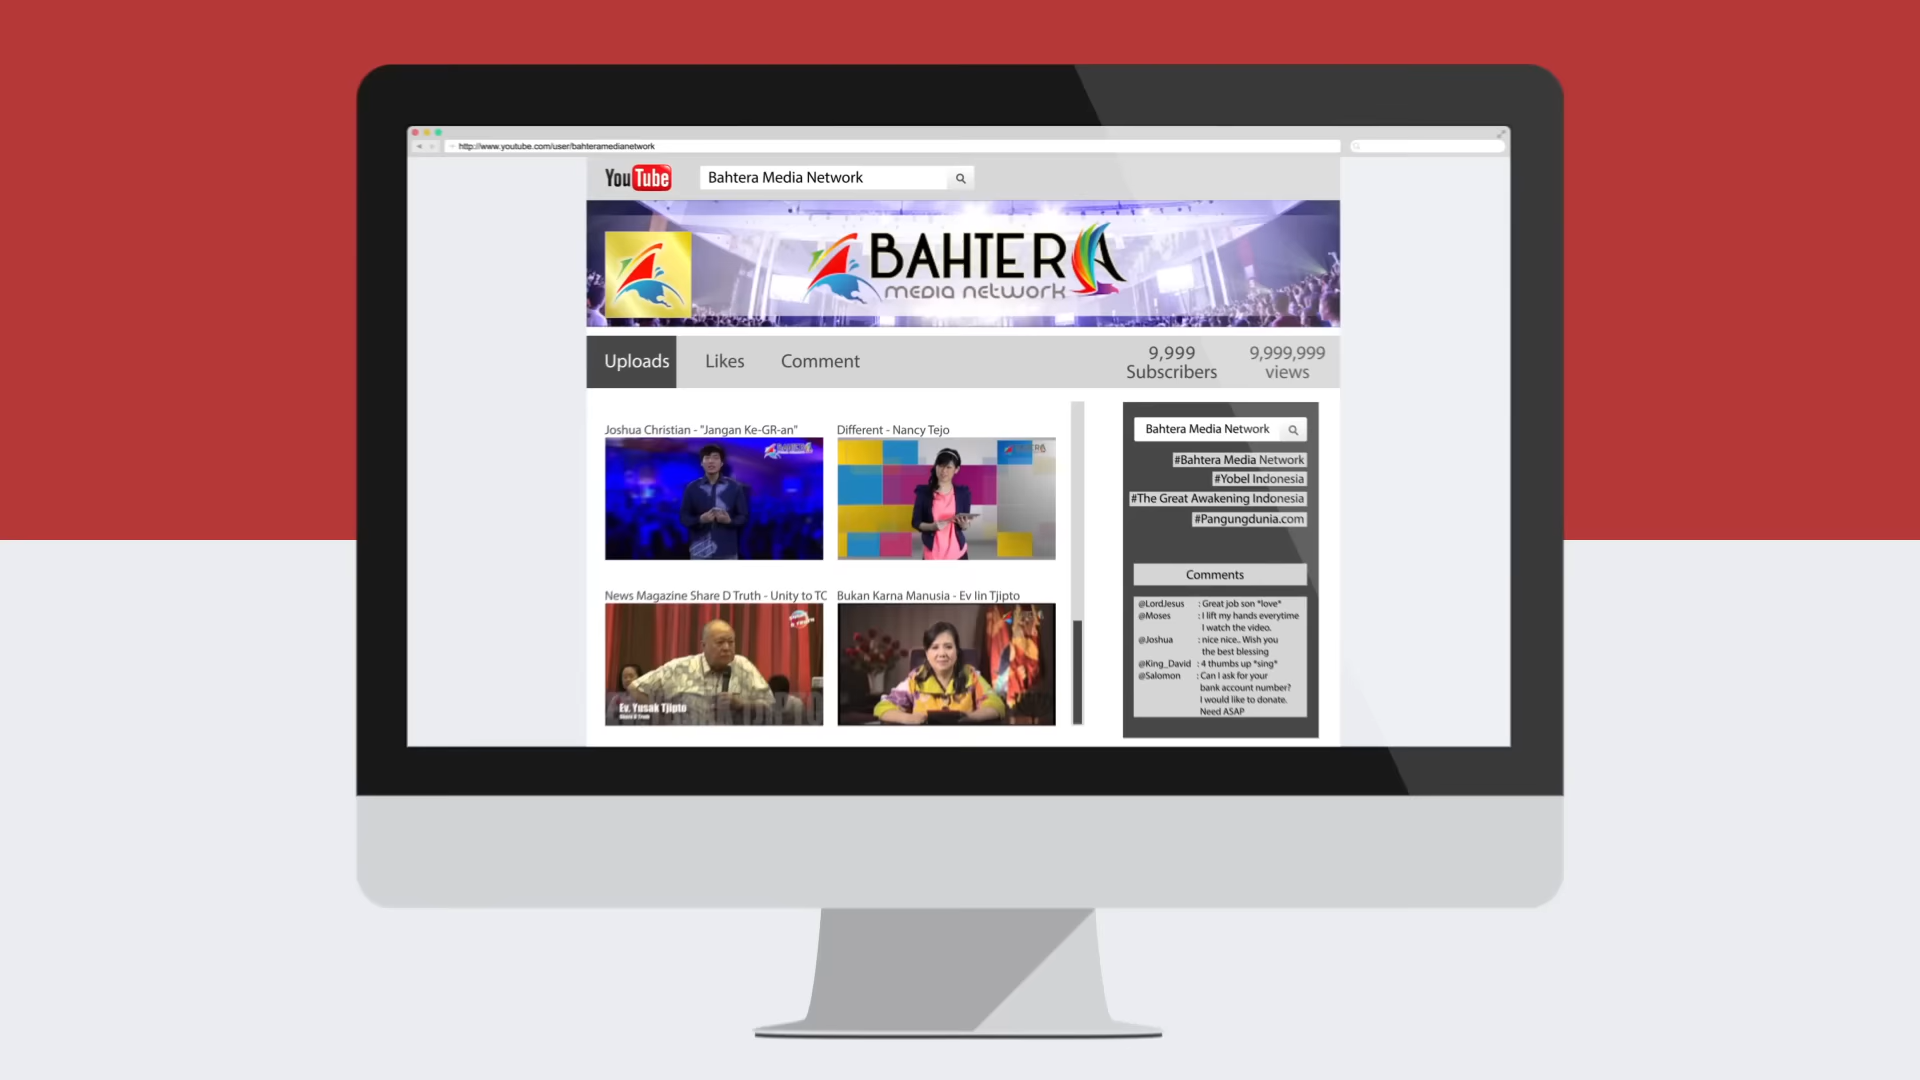 http://www.youtube.com/user/bahteramedianetwork
YouTube
Bahtera Media Network
BAHTERA
media network
Uploads
Likes
Comment
9,999
Subscribers
9,999,999
views
Joshua Christian - "Jangan Ke-GR-an"
Different - Nancy Tejo
BAHTERA
BAHTERA
News Magazine Share D Truth - Unity to TC
Bukan Karna Manusia - Ev Iin Tjipto
Ev. Yusak Tjipto
Bahtera Media Network
#Bahtera Media Network
#Yobel Indonesia
#The Great Awakening Indonesia
#Pangungdunia.com
Comments
@LordJesus : Great job son *love*
@Moses : I lift my hands everytime
I watch the video.
@Joshua : nice nice.. Wish you
the best blessing
@King_David : 4 thumbs up *sing*
@Salomon : Can I ask for your
bank account number?
I would like to donate.
Need ASAP